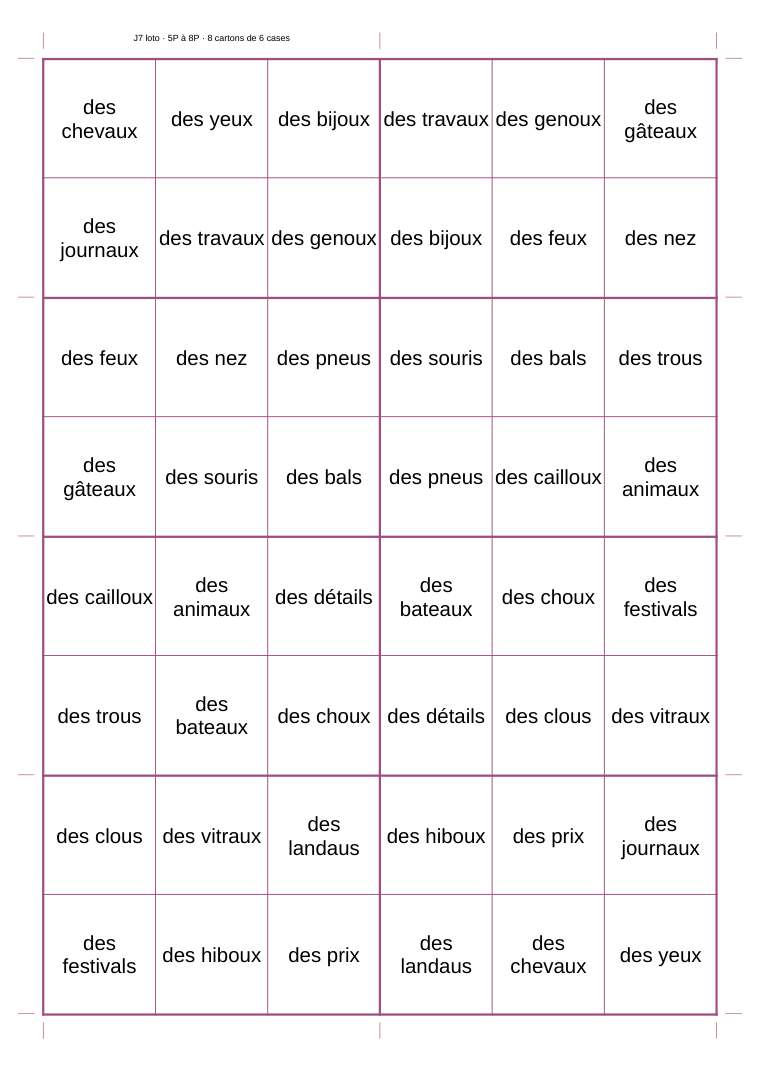 J7 loto · 5P à 8P · 8 cartons de 6 cases
des
chevaux
des yeux
des bijoux
des travaux
des genoux
des
gâteaux
des
journaux
des travaux
des genoux
des bijoux
des feux
des nez
des feux
des nez
des pneus
des souris
des bals
des trous
des
gâteaux
des souris
des bals
des pneus
des cailloux
des
animaux
des cailloux
des
animaux
des détails
des
bateaux
des choux
des
festivals
des trous
des
bateaux
des choux
des détails
des clous
des vitraux
des clous
des vitraux
des
landaus
des hiboux
des prix
des
journaux
des
festivals
des hiboux
des prix
des
landaus
des
chevaux
des yeux